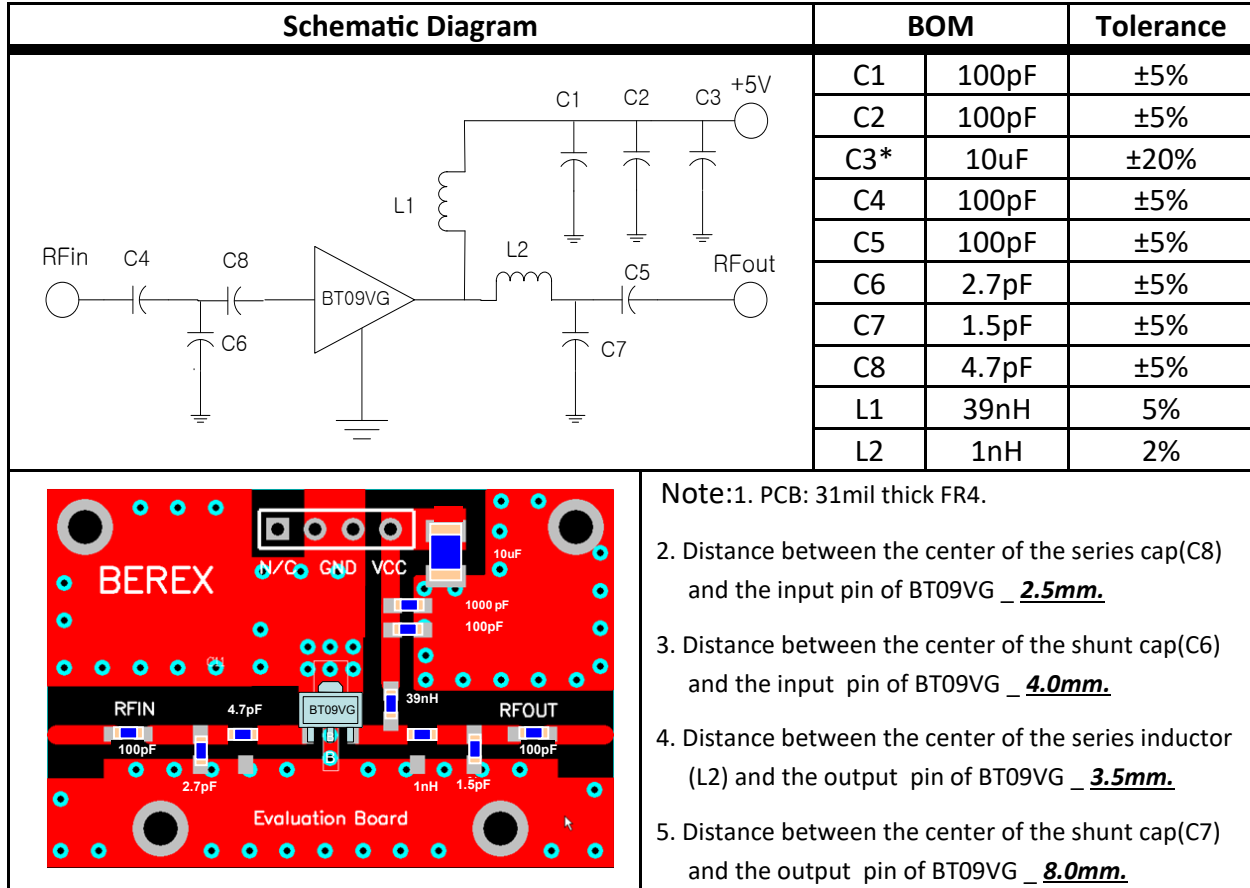 Schematic Diagram
BOM
Tolerance
C1 100pF ±5%
C2 100pF ±5%
C3* 10uF ±20%
C4 100pF ±5%
C5 100pF ±5%
C6 2.7pF ±5%
C7 1.5pF ±5%
C8 4.7pF ±5%
L1 39nH 5%
L2 1nH 2%
C1 C2 C3 +5V
L1
RFin C4 C8 L2 C5 RFout
BT09VG
C6 C7
10uF
N/C GND VCC
BEREX
1000 pF
100pF
39nH
RFIN 4.7pF BT09VG RFOUT
100pF 100pF
2.7pF 1nH 1.5pF
Evaluation Board
Note:1. PCB: 31mil thick FR4.
2. Distance between the center of the series cap(C8)
and the input pin of BT09VG _ 2.5mm.
3. Distance between the center of the shunt cap(C6)
and the input pin of BT09VG _ 4.0mm.
4. Distance between the center of the series inductor
(L2) and the output pin of BT09VG _ 3.5mm.
5. Distance between the center of the shunt cap(C7)
and the output pin of BT09VG _ 8.0mm.